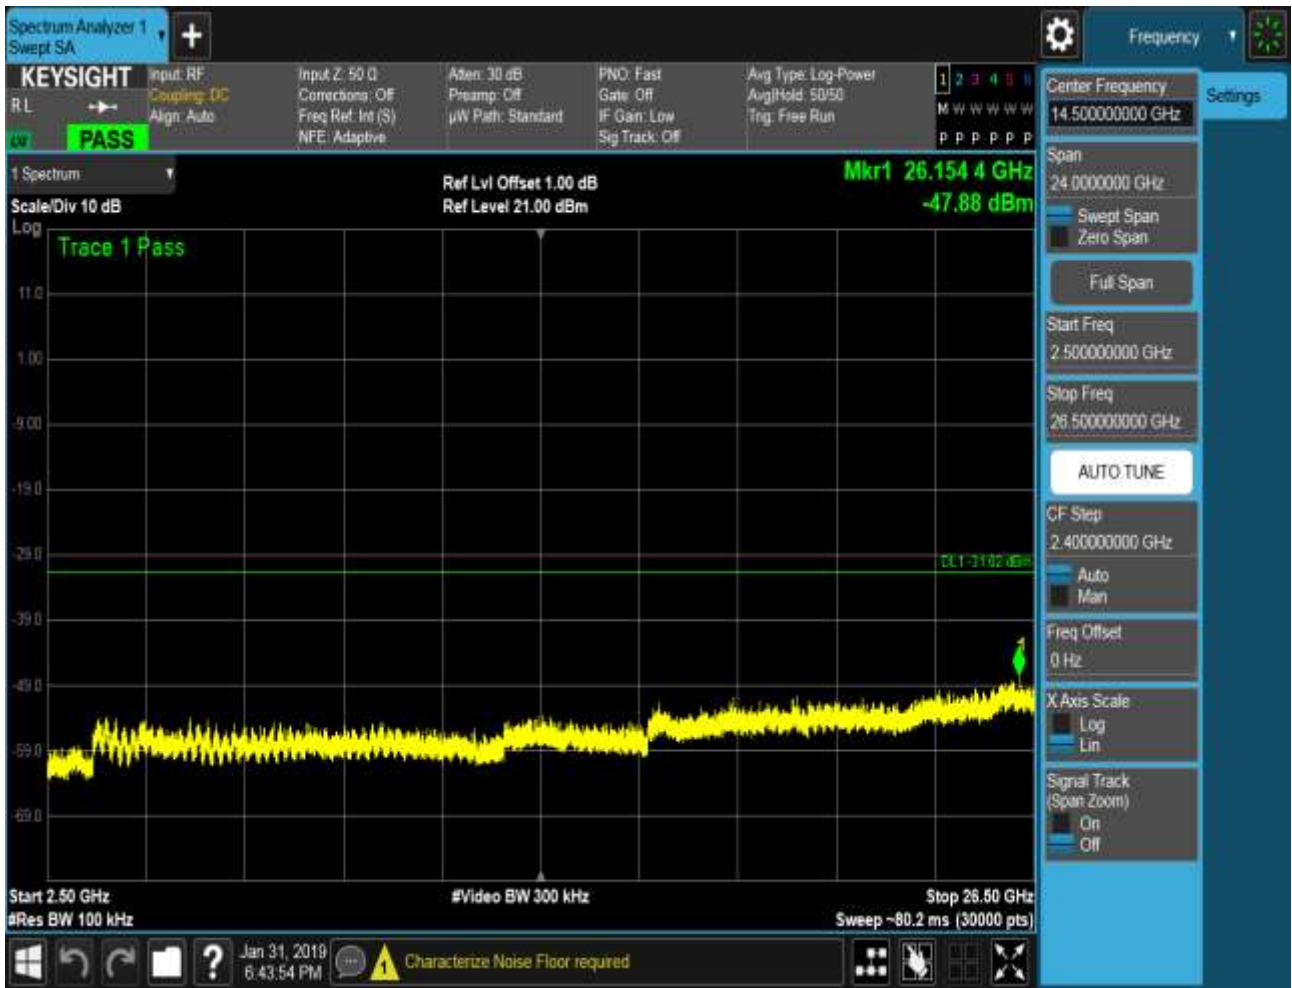 Spectrum Analyzer 1
Swept SA
+
Frequency
KEYSIGHT
R L
PASS
Input: RF
Coupling: DC
Align: Auto
Input Z: 50 Ω
Corrections: Off
Freq Ref: Int (S)
NFE: Adaptive
Atten: 30 dB
Preamp: Off
µW Path: Standard
PNO: Fast
Gate: Off
IF Gain: Low
Sig Track: Off
Avg Type: Log-Power
Avg|Hold: 50/50
Trig: Free Run
1 2 3 4 5 6
M W W W W W
P P P P P P
Center Frequency
14.500000000 GHz
Settings
Span
24.0000000 GHz
Swept Span
Zero Span
Full Span
Start Freq
2.500000000 GHz
Stop Freq
26.500000000 GHz
AUTO TUNE
CF Step
2.400000000 GHz
Auto
Man
Freq Offset
0 Hz
X Axis Scale
Log
Lin
Signal Track
(Span Zoom)
On
Off
1 Spectrum
Scale/Div 10 dB
Log
Ref Lvl Offset 1.00 dB
Ref Level 21.00 dBm
Mkr1 26.154 4 GHz
-47.88 dBm
Trace 1 Pass
11.0
1.00
-9.00
-19.0
-29.0
DL1 -31.62 dBm
-39.0
1
-49.0
-59.0
-69.0
Start 2.50 GHz
#Res BW 100 kHz
#Video BW 300 kHz
Stop 26.50 GHz
Sweep ~80.2 ms (30000 pts)
?
Jan 31, 2019
6:43:54 PM
1
Characterize Noise Floor required